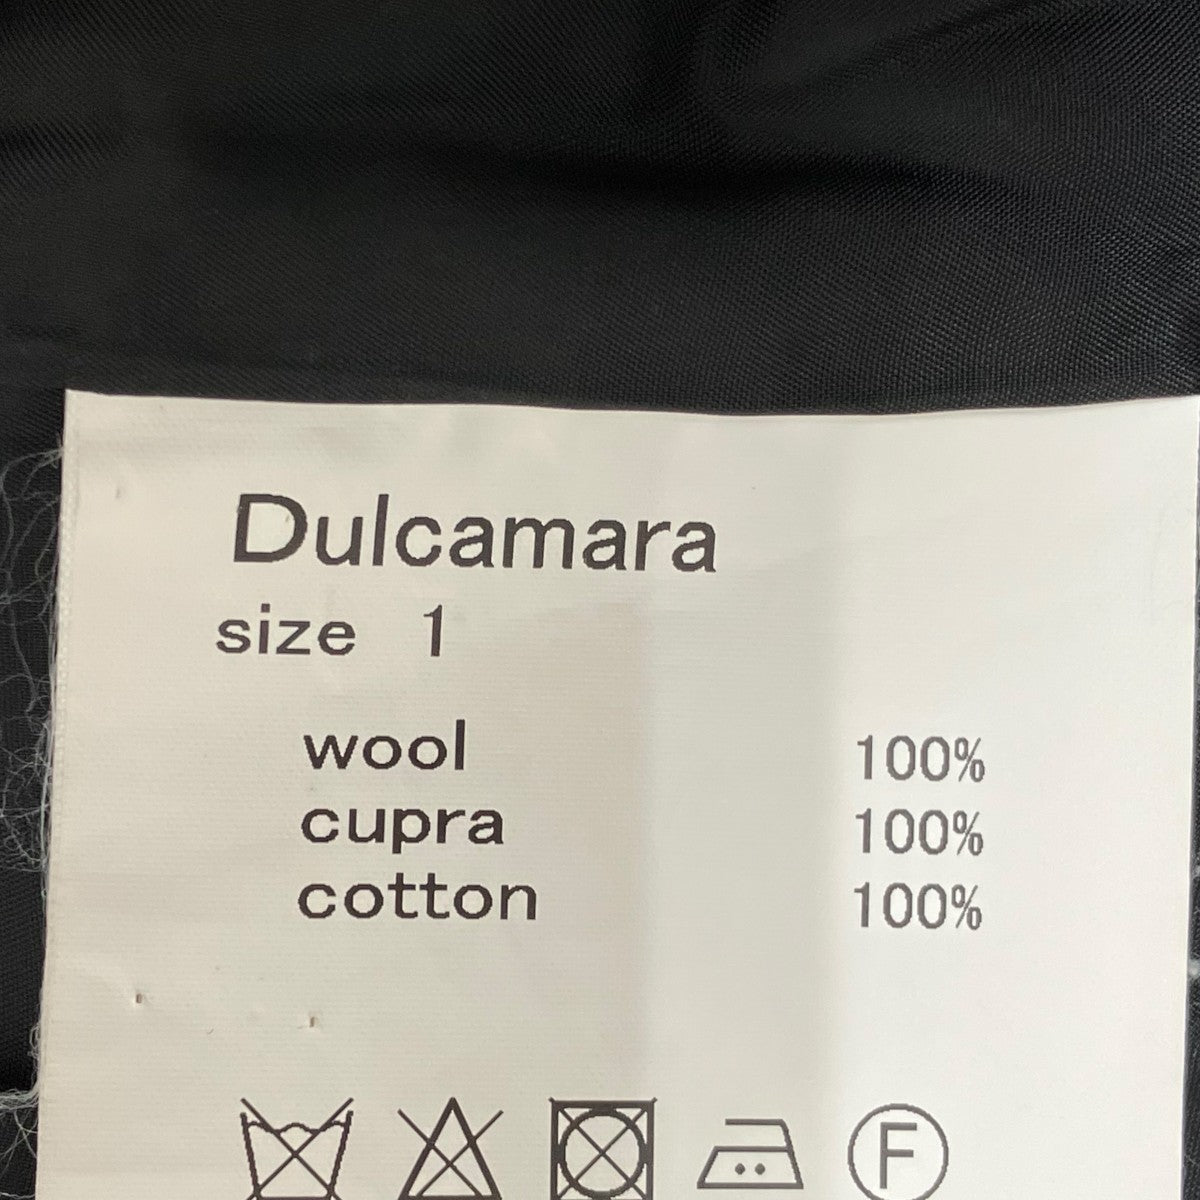 Dulcamara
size 1
wool 100%
cupra 100%
cotton 100%
F